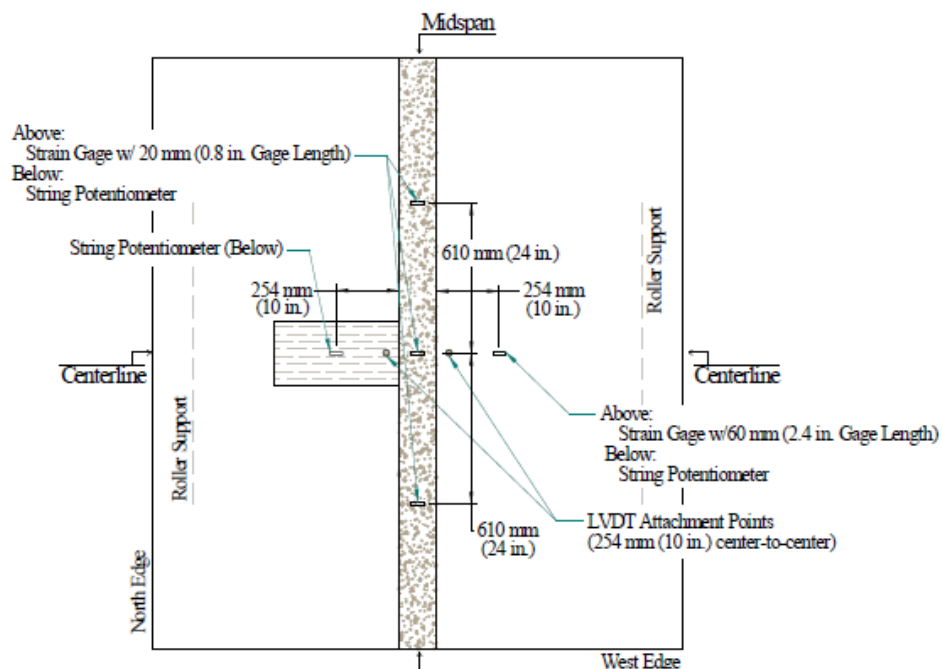 Midspan
Above:
Strain Gage w/ 20 mm (0.8 in. Gage Length)
Below:
String Potentiometer
String Potentiometer (Below)
610 mm (24 in.)
Roller Support
254 mm
(10 in.)
254 mm
(10 in.)
Centerline
Centerline
Roller Support
Above:
Strain Gage w/60 mm (2.4 in. Gage Length)
Below:
String Potentiometer
LVDT Attachment Points
(254 mm (10 in.) center-to-center)
610 mm
(24 in.)
North Edge
West Edge